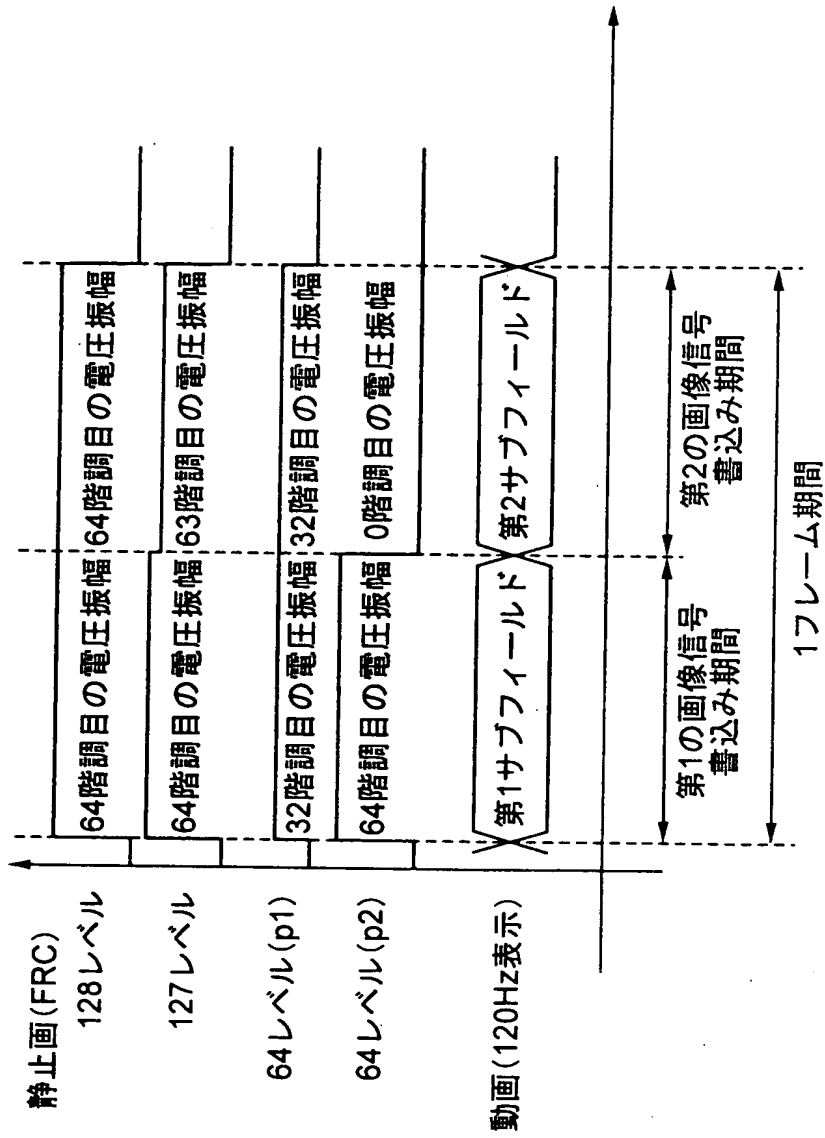 静止画(FRC)
128レベル
64階調目の電圧振幅
64階調目の電圧振幅
127レベル
64階調目の電圧振幅
63階調目の電圧振幅
64レベル(p1)
32階調目の電圧振幅
32階調目の電圧振幅
64レベル(p2)
64階調目の電圧振幅
0階調目の電圧振幅
動画(120Hz表示)
第1サブフィールド
第2サブフィールド
第1の画像信号
書込み期間
第2の画像信号
書込み期間
1フレーム期間